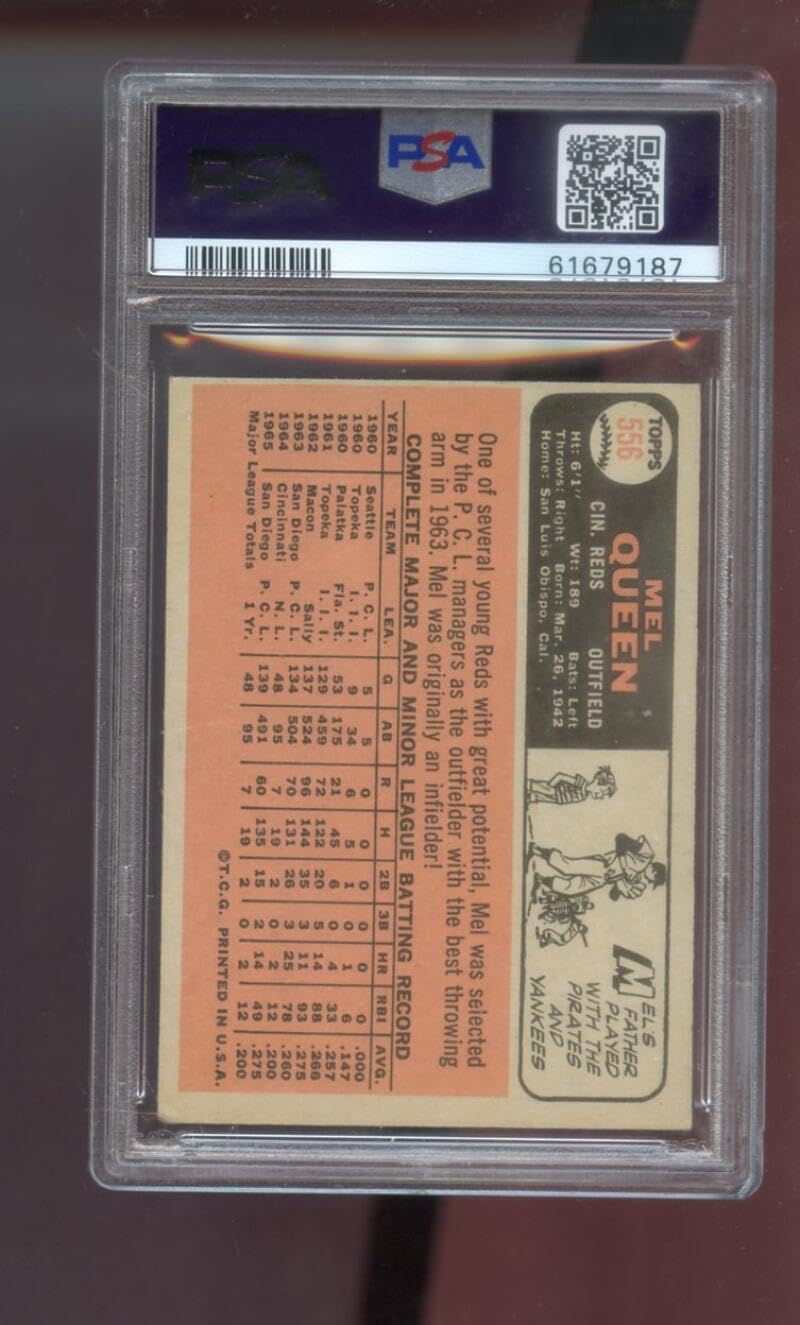 PSA
PSA
61679187
TOPPS
556
MEL
QUEEN
CIN. REDS OUTFIELD
Ht: 6'1" Wt: 189 Bats: Left
Throws: Right Born: Mar. 26, 1942
Home: San Luis Obispo, Cal.
MEL'S
FATHER
PLAYED
WITH THE
PIRATES
AND
YANKEES
One of several young Reds with great potential, Mel was selected
by the P. C. L. managers as the outfielder with the best throwing
arm in 1963. Mel was originally an infielder!
COMPLETE MAJOR AND MINOR LEAGUE BATTING RECORD
YEAR TEAM LEA. G AB R H 2B 3B HR RBI AVG.
1960 Seattle P. C. L. 5 5 0 0 0 0 0 0 .000
1960 Topeka I. I. I. 9 34 6 5 1 0 1 6 .147
1960 Palatka Fla. St. 53 175 21 45 6 0 4 33 .257
1961 Topeka I. I. I. 129 459 72 122 20 5 14 88 .266
1962 Macon Sally 137 524 96 144 35 3 11 93 .275
1963 San Diego P. C. L. 134 504 70 131 26 3 25 78 .260
1964 Cincinnati N. L. 48 95 7 19 2 0 2 12 .200
1965 San Diego P. C. L. 139 491 60 135 15 2 14 49 .275
Major League Totals 1 Yr. 48 95 7 19 2 0 2 12 .200
©T.C.G. PRINTED IN U.S.A.